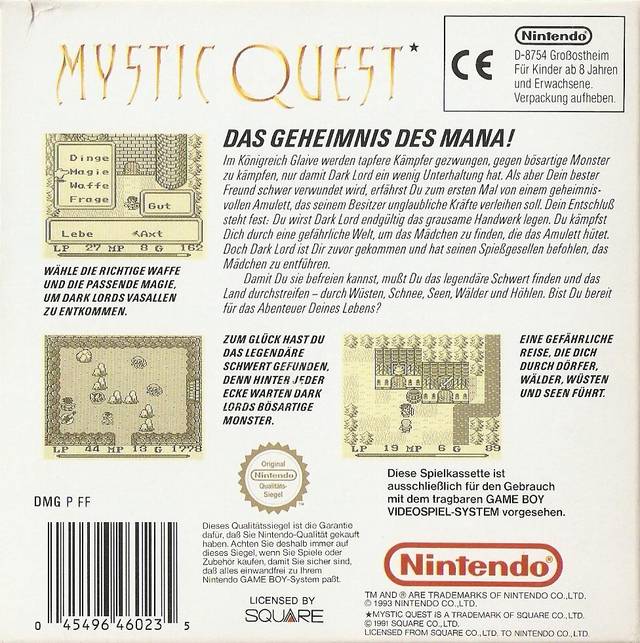 MYSTIC QUEST*
Nintendo
CE
D-8754 Großostheim
Für Kinder ab 8 Jahren
und Erwachsene.
Verpackung aufheben.
DAS GEHEIMNIS DES MANA!
Im Königreich Glaive werden tapfere Kämpfer gezwungen, gegen bösartige Monster
zu kämpfen, nur damit Dark Lord ein wenig Unterhaltung hat. Als aber Dein bester
Freund schwer verwundet wird, erfährst Du zum ersten Mal von einem geheimnis-
vollen Amulett, das seinem Besitzer unglaubliche Kräfte verleihen soll. Dein Entschluß
steht fest: Du wirst Dark Lord endgültig das grausame Handwerk legen. Du kämpfst
Dich durch eine gefährliche Welt, um das Mädchen zu finden, die das Amulett hütet.
Doch Dark Lord ist Dir zuvor gekommen und hat seinen Spießgesellen befohlen, das
Mädchen zu entführen.
Damit Du sie befreien kannst, mußt Du das legendäre Schwert finden und das
Land durchstreifen – durch Wüsten, Schnee, Seen, Wälder und Höhlen. Bist Du bereit
für das Abenteuer Deines Lebens?
Dinge
Magie
Waffe
Frage
Gut
Lebe Axt
LP 27 MP 8 G 162
WÄHLE DIE RICHTIGE WAFFE
UND DIE PASSENDE MAGIE,
UM DARK LORDS VASALLEN
ZU ENTKOMMEN.
LP 44 MP 13 G 1778
ZUM GLÜCK HAST DU
DAS LEGENDÄRE
SCHWERT GEFUNDEN,
DENN HINTER JEDER
ECKE WARTEN DARK
LORDS BÖSARTIGE
MONSTER.
LP 19 MP 6 G 89
EINE GEFÄHRLICHE
REISE, DIE DICH
DURCH DÖRFER,
WÄLDER, WÜSTEN
UND SEEN FÜHRT.
Original
Nintendo
Qualitäts-
Siegel
TM
Diese Spielkassette ist
ausschließlich für den Gebrauch
mit dem tragbaren GAME BOY
VIDEOSPIEL-SYSTEM vorgesehen.
DMG P FF
0 45496 46023 5
Dieses Qualitätssiegel ist die Garantie
dafür, daß Sie Nintendo-Qualität gekauft
haben. Achten Sie deshalb immer auf
dieses Siegel, wenn Sie Spiele oder
Zubehör kaufen, damit Sie sicher sind,
daß alles einwandfrei zu Ihrem
Nintendo GAME BOY-System paßt.
LICENSED BY
SQUARE
Nintendo®
TM AND ® ARE TRADEMARKS OF NINTENDO CO.,LTD.
© 1993 NINTENDO CO.,LTD.
★MYSTIC QUEST IS A TRADEMARK OF SQUARE CO.,LTD.
© 1991 SQUARE CO.,LTD.
LICENSED FROM SQUARE CO.,LTD. TO NINTENDO CO.,LTD.